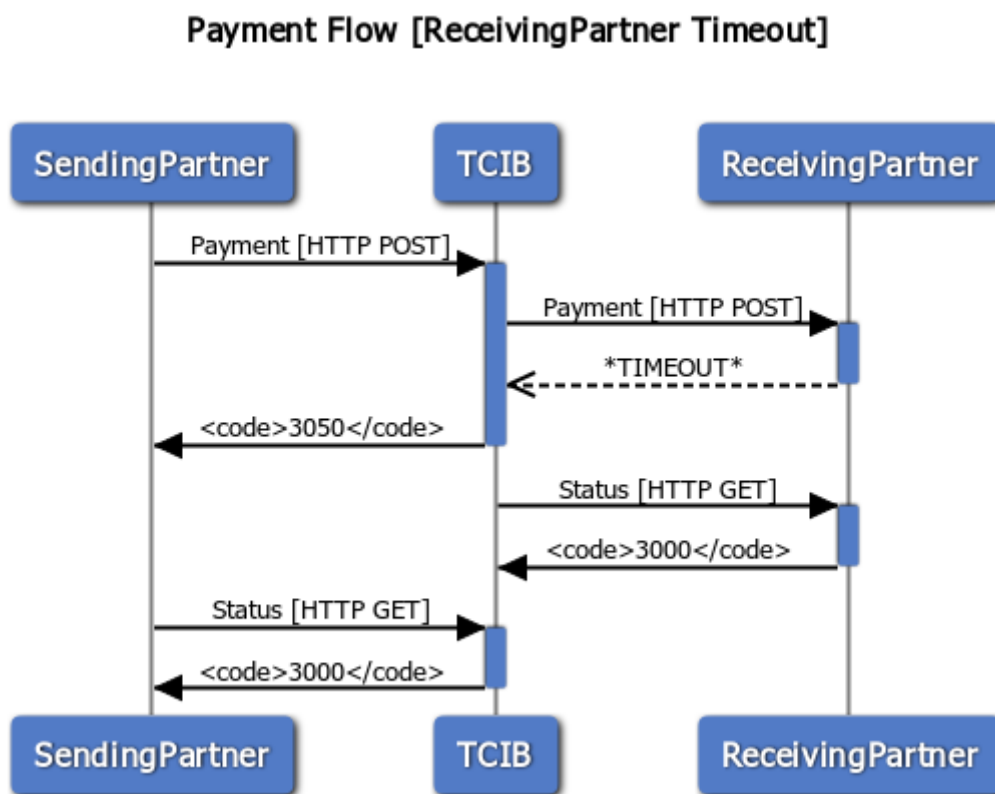 Payment Flow [ReceivingPartner Timeout]
SendingPartner TCIB ReceivingPartner
Payment [HTTP POST]
Payment [HTTP POST]
*TIMEOUT*
<code>3050</code>
Status [HTTP GET]
<code>3000</code>
Status [HTTP GET]
<code>3000</code>
SendingPartner TCIB ReceivingPartner